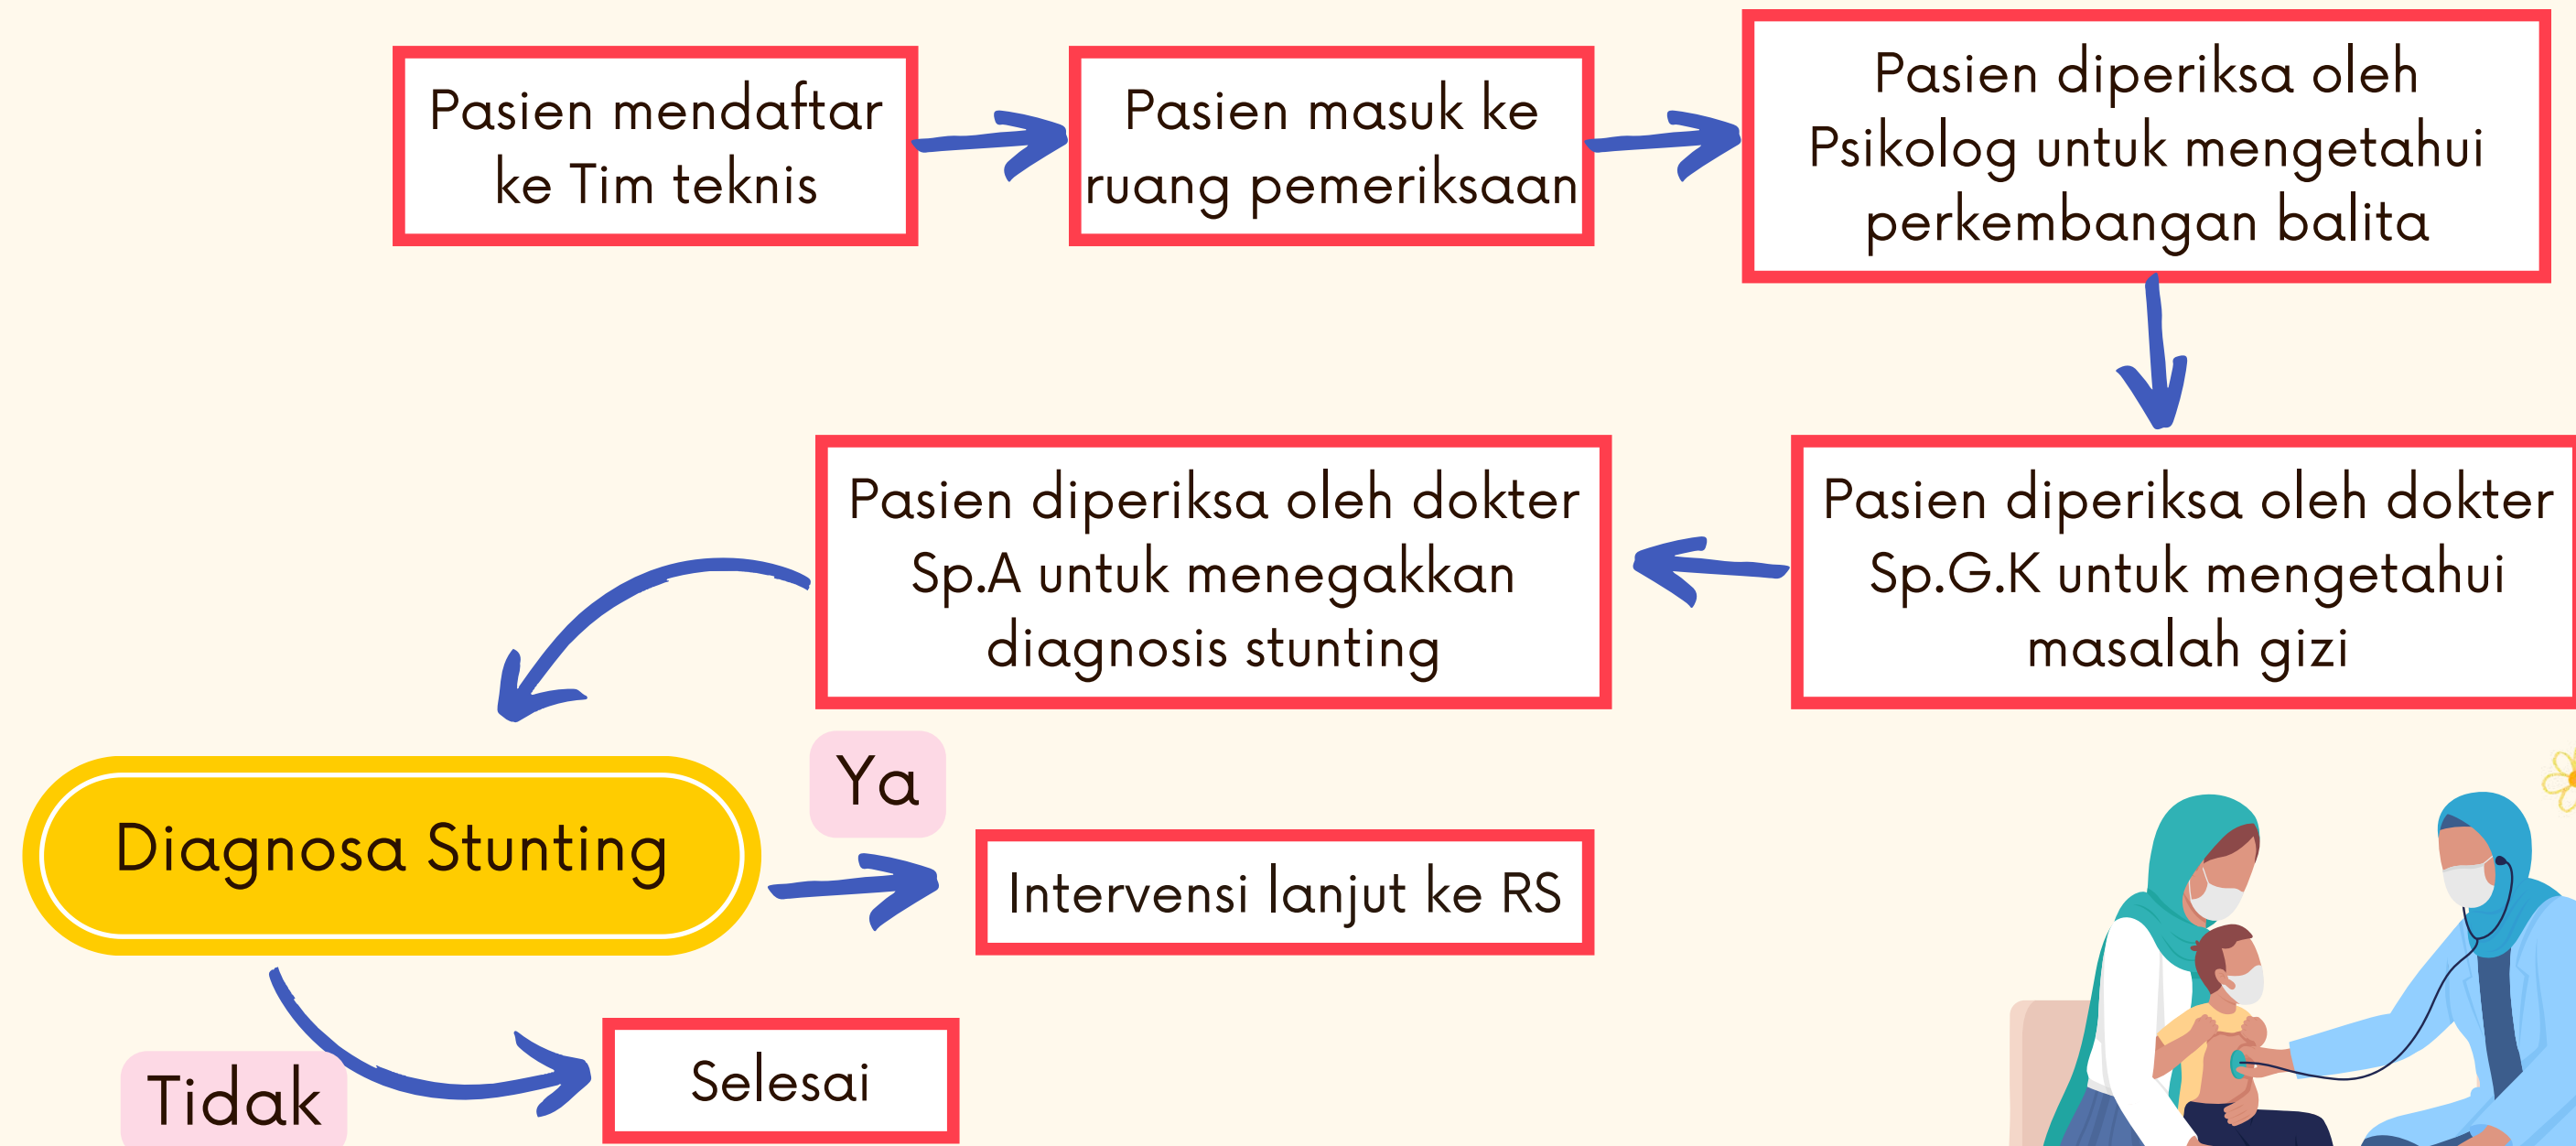 Pasien mendaftar
ke Tim teknis
Pasien masuk ke
ruang pemeriksaan
Pasien diperiksa oleh
Psikolog untuk mengetahui
perkembangan balita
Pasien diperiksa oleh dokter
Sp.G.K untuk mengetahui
masalah gizi
Pasien diperiksa oleh dokter
Sp.A untuk menegakkan
diagnosis stunting
Diagnosa Stunting
Ya
Intervensi lanjut ke RS
Tidak
Selesai